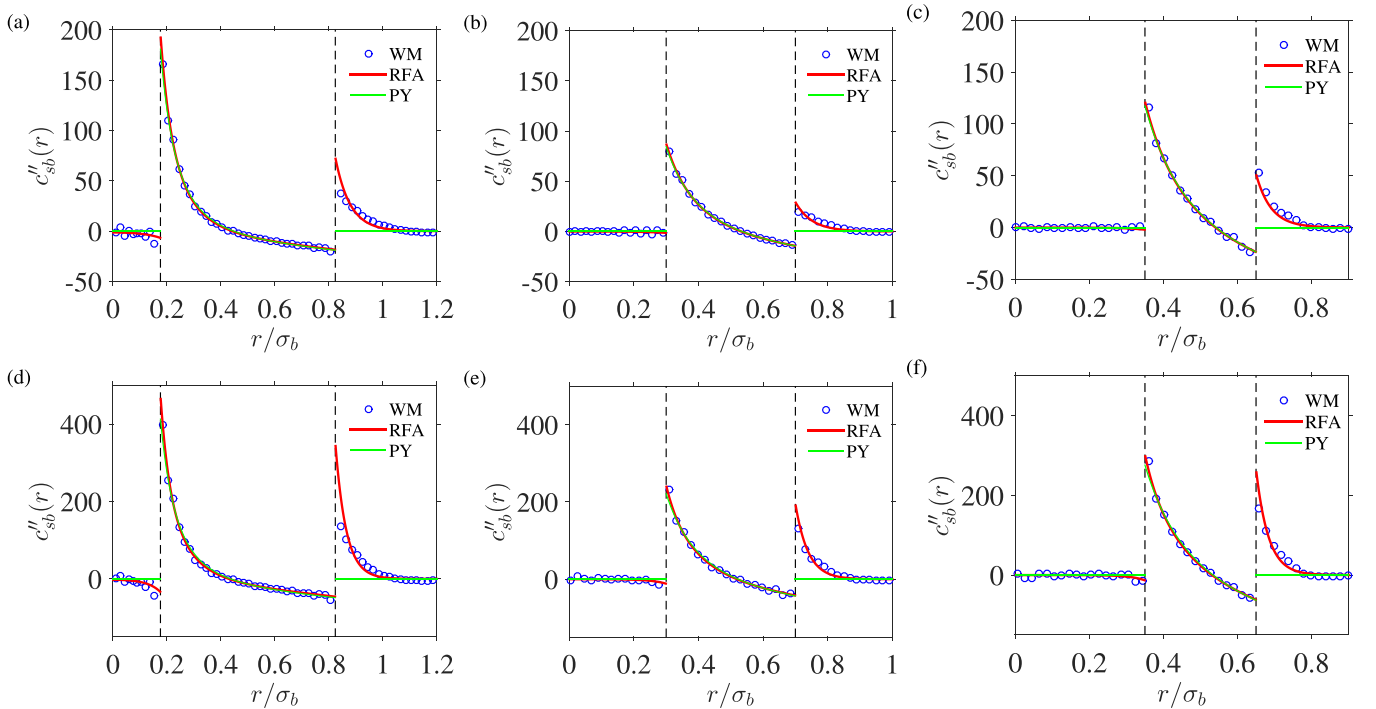 (a)
200
150
100
50
0
-50
c''_{sb}(r)
0 0.2 0.4 0.6 0.8 1 1.2
r/σ_b
WM
RFA
PY
(b)
200
150
100
50
0
-50
c''_{sb}(r)
0 0.2 0.4 0.6 0.8 1
r/σ_b
WM
RFA
PY
(c)
200
150
100
50
0
-50
c''_{sb}(r)
0 0.2 0.4 0.6 0.8
r/σ_b
WM
RFA
PY
(d)
400
200
0
c''_{sb}(r)
0 0.2 0.4 0.6 0.8 1 1.2
r/σ_b
WM
RFA
PY
(e)
400
200
0
c''_{sb}(r)
0 0.2 0.4 0.6 0.8 1
r/σ_b
WM
RFA
PY
(f)
400
200
0
c''_{sb}(r)
0 0.2 0.4 0.6 0.8
r/σ_b
WM
RFA
PY